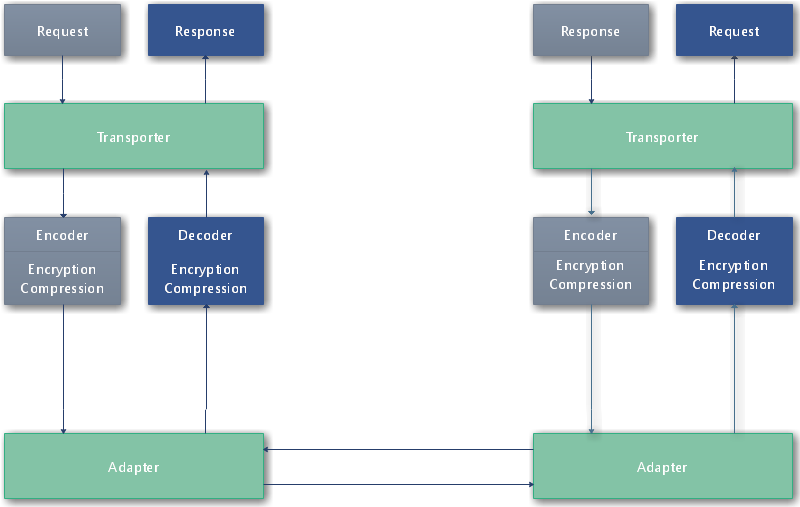 Request
Response
Response
Request
Transporter
Transporter
Encoder
Decoder
Encoder
Decoder
Encryption
Compression
Encryption
Compression
Encryption
Compression
Encryption
Compression
Adapter
Adapter